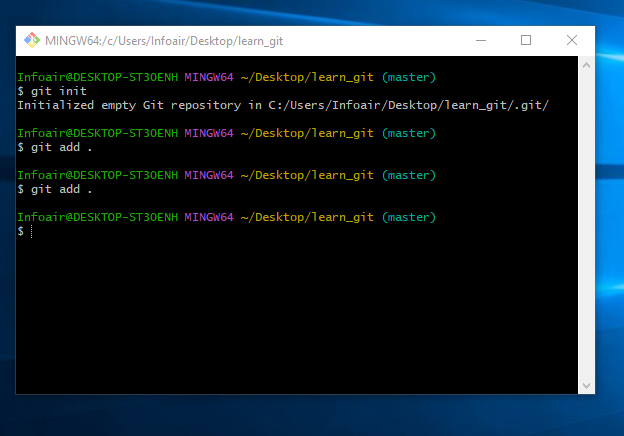 MINGW64:/c/Users/Infoair/Desktop/learn_git
Infoair@DESKTOP-ST3OENH MINGW64 ~/Desktop/learn_git (master)
$ git init
Initialized empty Git repository in C:/Users/Infoair/Desktop/learn_git/.git/
Infoair@DESKTOP-ST3OENH MINGW64 ~/Desktop/learn_git (master)
$ git add .
Infoair@DESKTOP-ST3OENH MINGW64 ~/Desktop/learn_git (master)
$ git add .
Infoair@DESKTOP-ST3OENH MINGW64 ~/Desktop/learn_git (master)
$